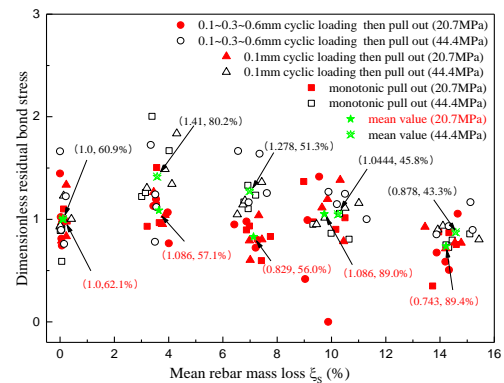 0.1~0.3~0.6mm cyclic loading then pull out (20.7MPa)
0.1~0.3~0.6mm cyclic loading then pull out (44.4MPa)
0.1mm cyclic loading then pull out (20.7MPa)
0.1mm cyclic loading then pull out (44.4MPa)
monotonic pull out (20.7MPa)
monotonic pull out (44.4MPa)
mean value (20.7MPa)
mean value (44.4MPa)
(1.0, 60.9%)
(1.41, 80.2%)
(1.278, 51.3%)
(1.0444, 45.8%)
(0.878, 43.3%)
(1.0,62.1%)
(1.086, 57.1%)
(0.829, 56.0%)
(1.086, 89.0%)
(0.743, 89.4%)
Dimensionless residual bond stress
3
2
1
0
0 2 4 6 8 10 12 14 16
Mean rebar mass loss ξs (%)